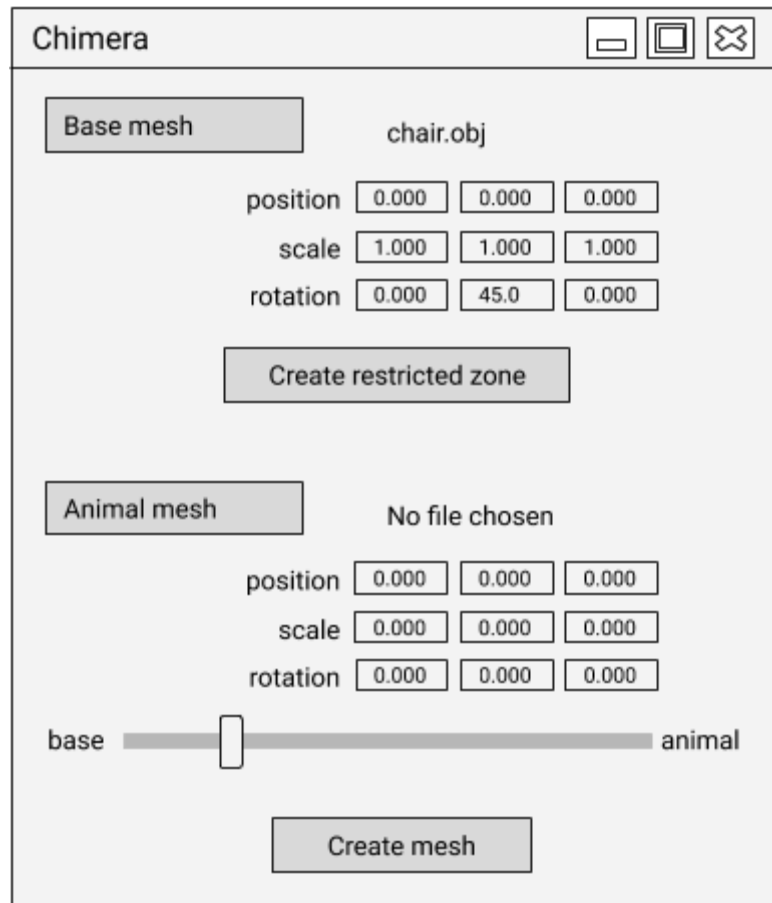 Chimera
Base mesh chair.obj
position 0.000 0.000 0.000
scale 1.000 1.000 1.000
rotation 0.000 45.0 0.000
Create restricted zone
Animal mesh No file chosen
position 0.000 0.000 0.000
scale 0.000 0.000 0.000
rotation 0.000 0.000 0.000
base animal
Create mesh